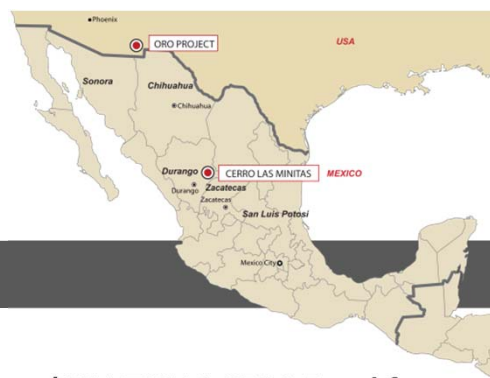 Phoenix
ORO PROJECT
USA
Sonora
Chihuahua
Chihuahua
Durango
CERRO LAS MINITAS
MEXICO
Durango
Zacatecas
Zacatecas
San Luis Potosi
Mexico City